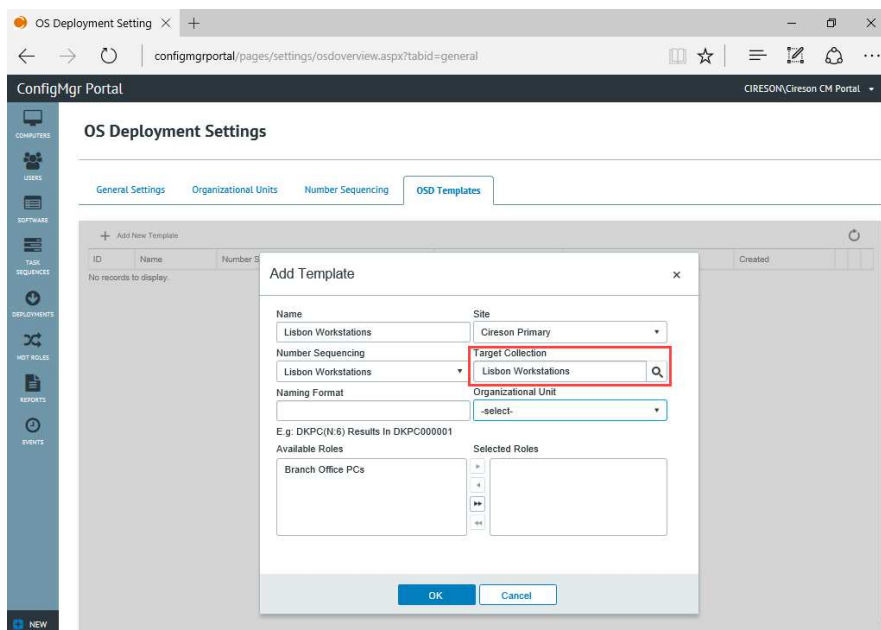 OS Deployment Setting
configmgrportal/pages/settings/osdoverview.aspx?tabid=general
ConfigMgr Portal
CIRESON\Cireson CM Portal
COMPUTERS
USERS
SOFTWARE
TASK SEQUENCES
DEPLOYMENTS
MDT ROLES
REPORTS
EVENTS
NEW
OS Deployment Settings
General Settings Organizational Units Number Sequencing OSD Templates
Add New Template
ID Name Number S Created
No records to display.
Add Template
Name Site
Lisbon Workstations Cireson Primary
Number Sequencing Target Collection
Lisbon Workstations Lisbon Workstations
Naming Format Organizational Unit
-select-
E.g: DKPC(N:6) Results In DKPC000001
Available Roles Selected Roles
Branch Office PCs
OK Cancel